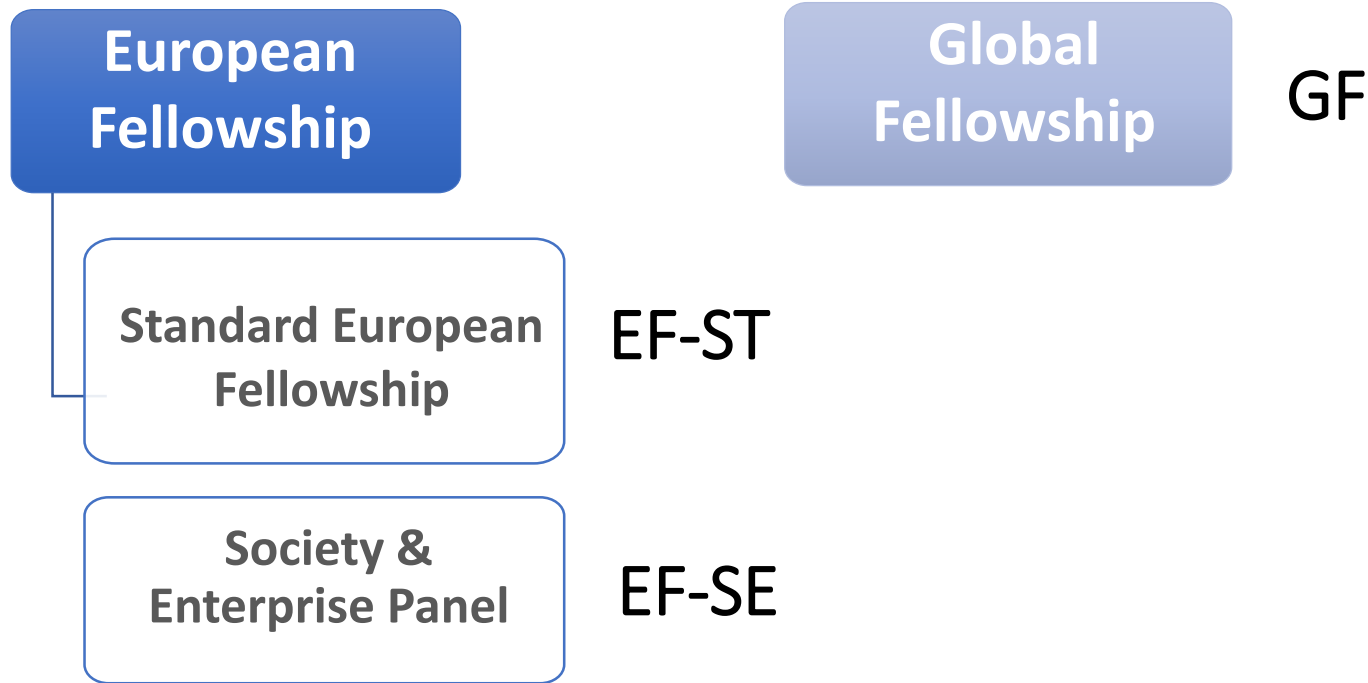 European
Fellowship
Global
Fellowship
GF
Standard European
Fellowship
EF-ST
Society &
Enterprise Panel
EF-SE